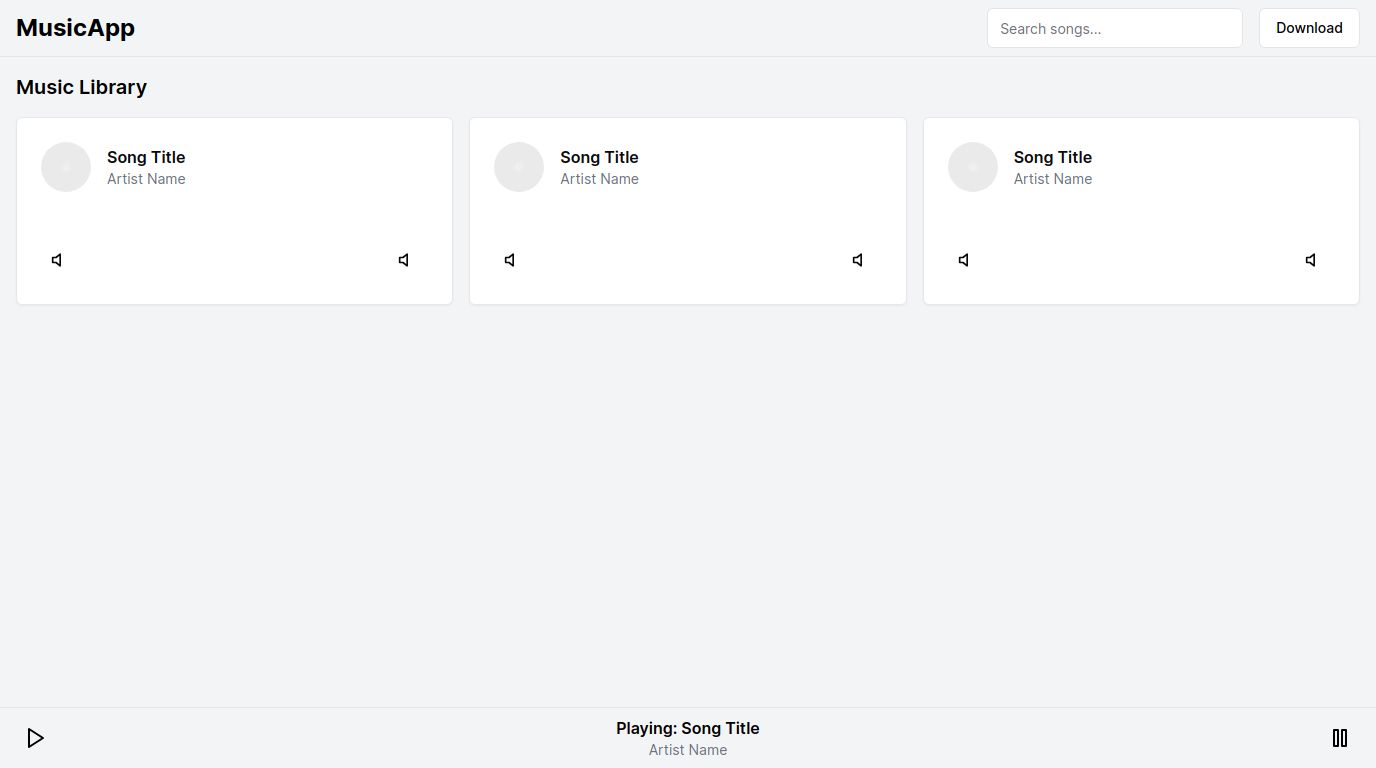 MusicApp
Search songs...
Download
Music Library
Song Title
Artist Name
Song Title
Artist Name
Song Title
Artist Name
Playing: Song Title
Artist Name